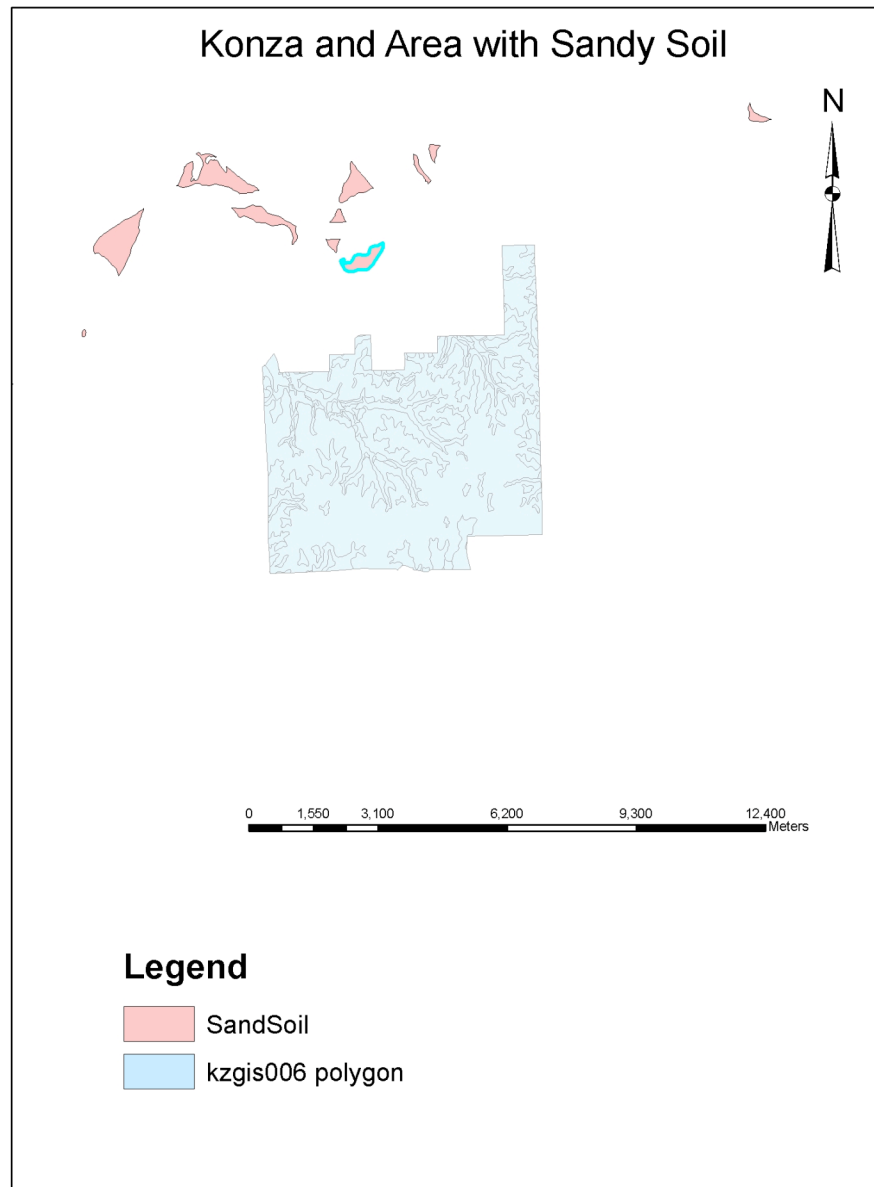 Konza and Area with Sandy Soil
N
0 1,550 3,100 6,200 9,300 12,400
Meters
Legend
SandSoil
kzgis006 polygon